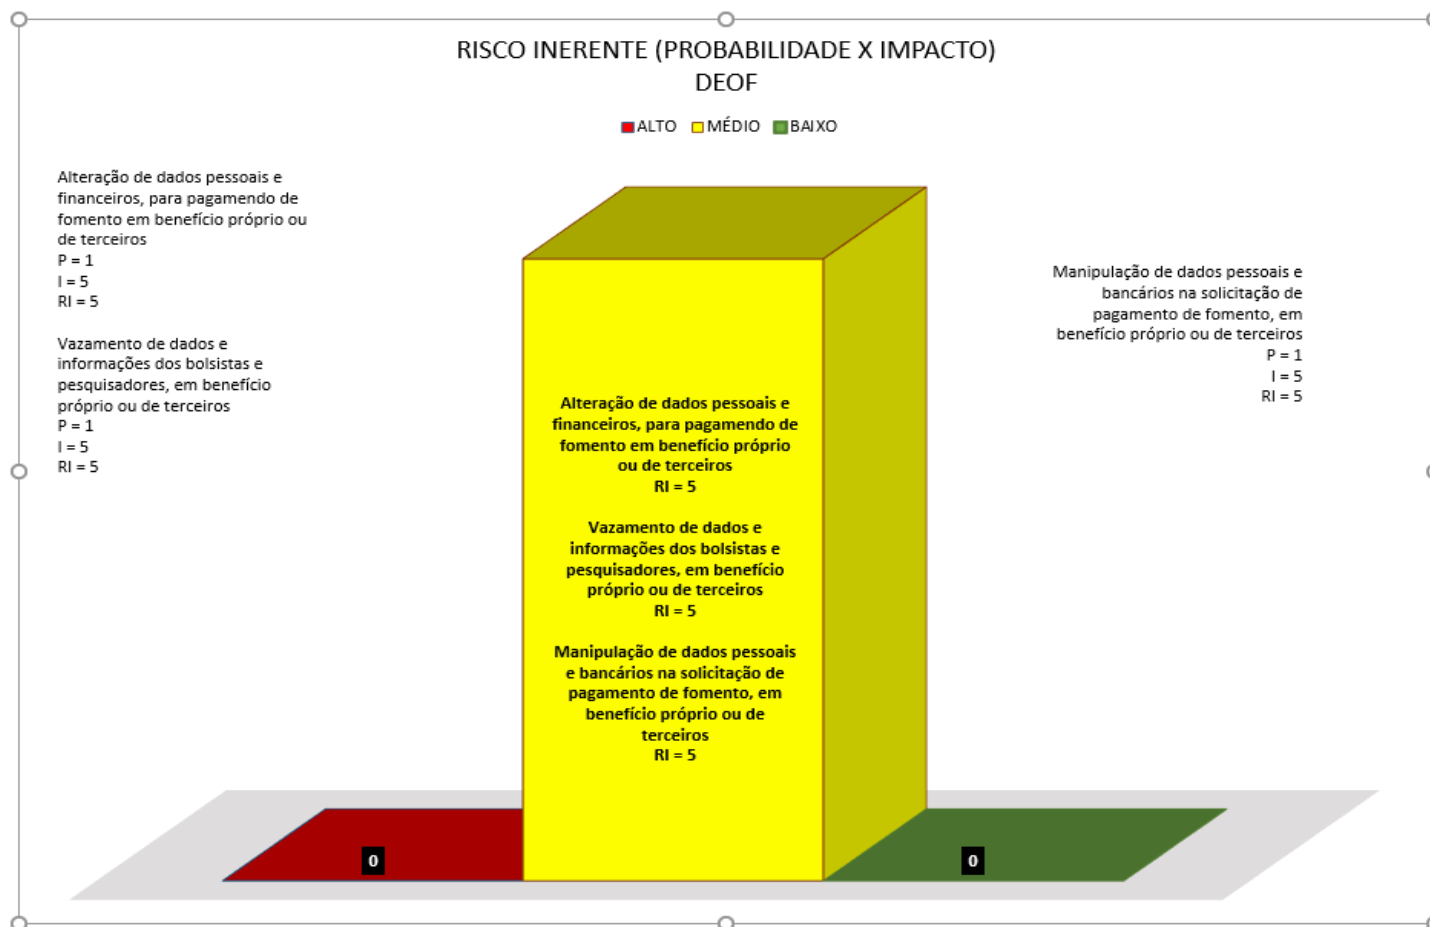 RISCO INERENTE (PROBABILIDADE X IMPACTO)
DEOF
ALTO MÉDIO BAIXO
Alteração de dados pessoais e
financeiros, para pagamendo de
fomento em benefício próprio ou
de terceiros
P = 1
I = 5
RI = 5
Vazamento de dados e
informações dos bolsistas e
pesquisadores, em benefício
próprio ou de terceiros
P = 1
I = 5
RI = 5
Alteração de dados pessoais e
financeiros, para pagamendo de
fomento em benefício próprio
ou de terceiros
RI = 5
Vazamento de dados e
informações dos bolsistas e
pesquisadores, em benefício
próprio ou de terceiros
RI = 5
Manipulação de dados pessoais
e bancários na solicitação de
pagamento de fomento, em
benefício próprio ou de
terceiros
RI = 5
Manipulação de dados pessoais e
bancários na solicitação de
pagamento de fomento, em
benefício próprio ou de terceiros
P = 1
I = 5
RI = 5
0
0